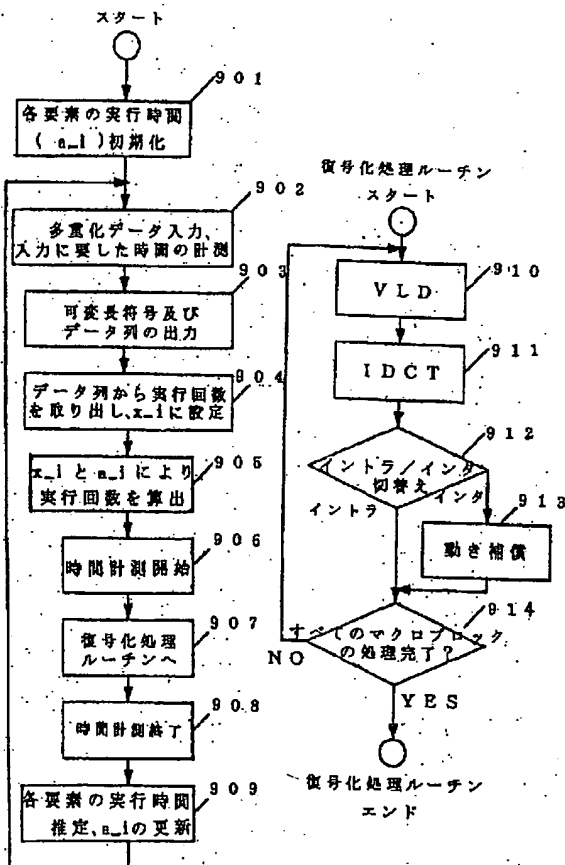 スタート
901
各要素の実行時間
(a_i)初期化
902
多重化データ入力、
入力に要した時間の計測
903
可変長符号及び
データ列の出力
904
データ列から実行回数
を取り出し、x_iに設定
905
x_iとa_iにより
実行回数を算出
906
時間計測開始
907
復号化処理
ルーチンへ
908
時間計測終了
909
各要素の実行時間
推定、a_iの更新
復号化処理ルーチン
スタート
910
VLD
911
IDCT
912
イントラ/インタ
切替え
インタ
イントラ
913
動き補償
914
すべてのマクロブロック
の処理完了?
NO
YES
復号化処理ルーチン
エンド